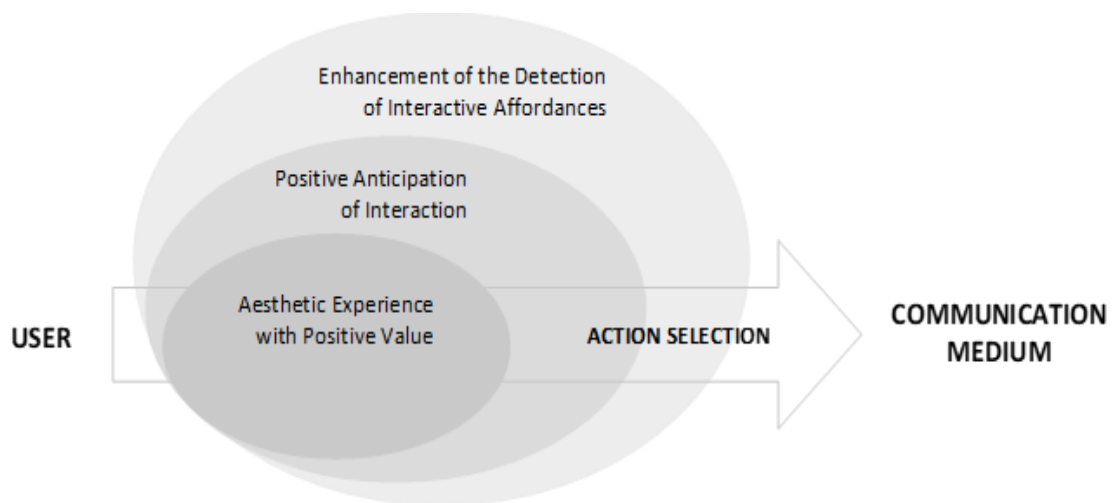 Enhancement of the Detection
of Interactive Affordances
Positive Anticipation
of Interaction
Aesthetic Experience
with Positive Value
USER
ACTION SELECTION
COMMUNICATION
MEDIUM